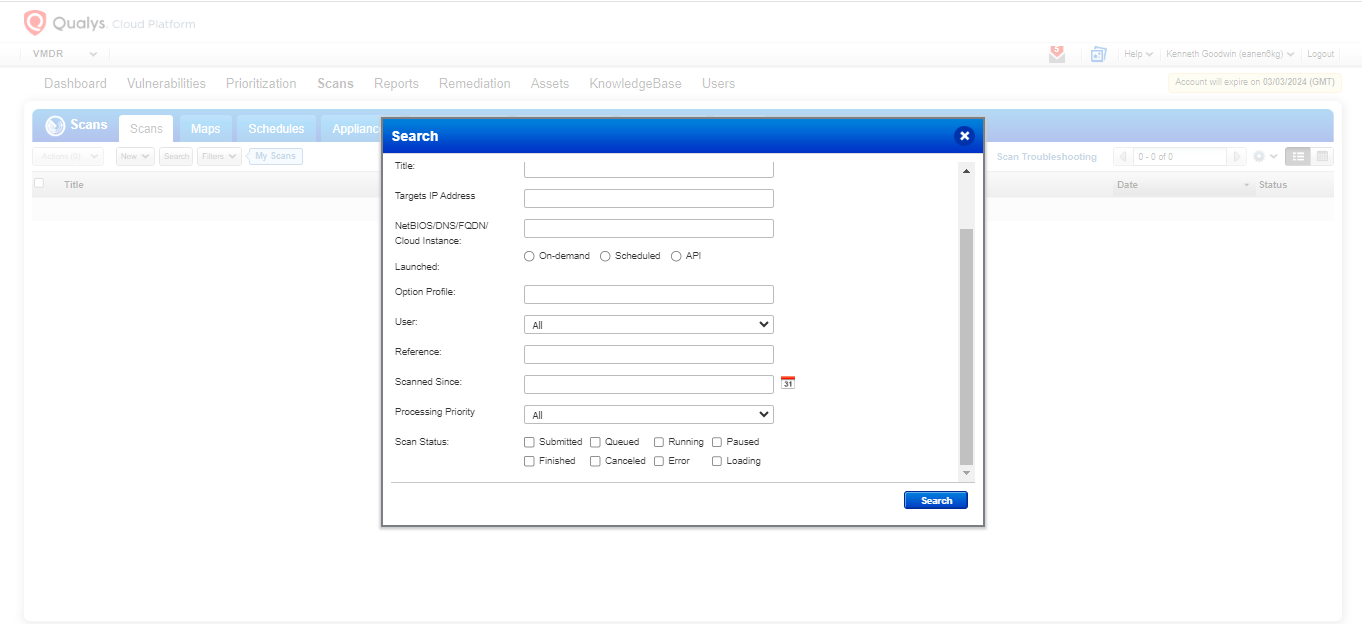 Qualys. Cloud Platform
VMDR
5
Help
Kenneth Goodwin (eanen6kg)
Logout
Dashboard Vulnerabilities Prioritization Scans Reports Remediation Assets KnowledgeBase Users
Account will expire on 03/03/2024 (GMT)
Scans Scans Maps Schedules Applianc
Actions (0) New Search Filters My Scans
Scan Troubleshooting 0 - 0 of 0
Title Date Status
Search
Title:
Targets IP Address
NetBIOS/DNS/FQDN/
Cloud Instance:
On-demand Scheduled API
Launched:
Option Profile:
User: All
Reference:
Scanned Since: 31
Processing Priority All
Scan Status: Submitted Queued Running Paused
Finished Canceled Error Loading
Search